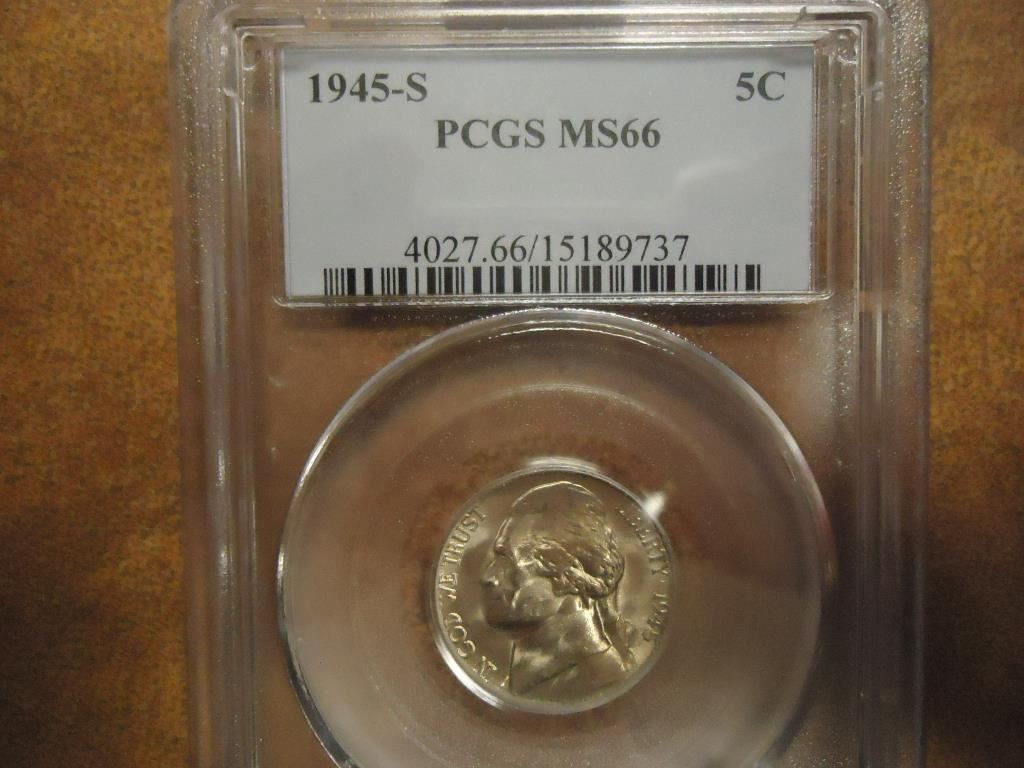 1945-S 5C
PCGS MS66
4027.66/15189737
IN GOD WE TRUST
LIBERTY 1945